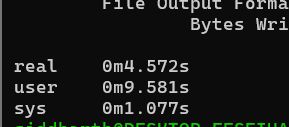 File Output Forma
Bytes Wri
real 0m4.572s
user 0m9.581s
sys 0m1.077s